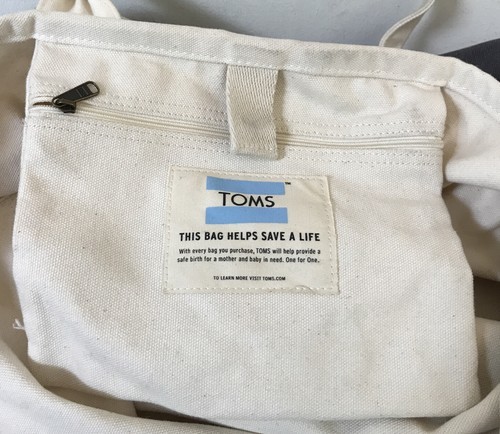 TOMS™
THIS BAG HELPS SAVE A LIFE
With every bag you purchase, TOMS will help provide a
safe birth for a mother and baby in need. One for One.
TO LEARN MORE VISIT TOMS.COM